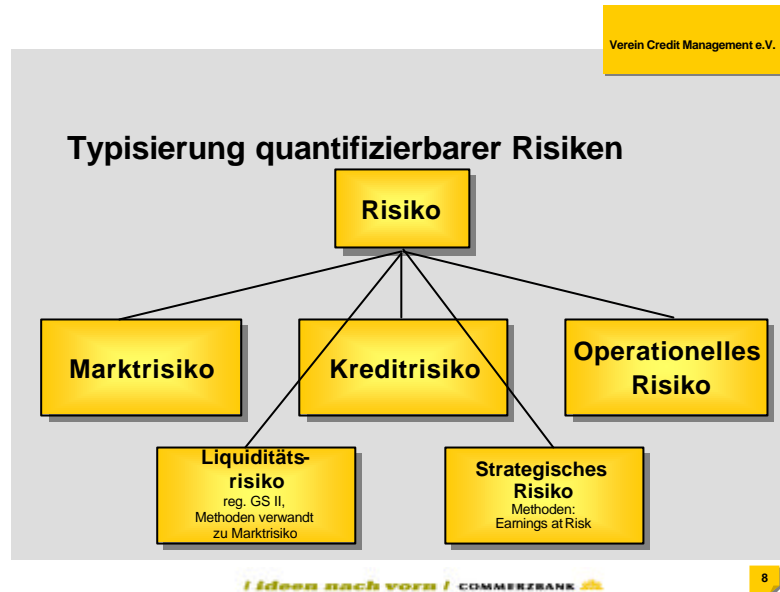 Verein Credit Management e.V.
Typisierung quantifizierbarer Risiken
Risiko
Marktrisiko
Kreditrisiko
Operationelles
Risiko
Liquiditäts-
risiko
reg. GS II,
Methoden verwandt
zu Marktrisiko
Strategisches
Risiko
Methoden:
Earnings at Risk
/ ideen nach vorn / COMMERZBANK
8